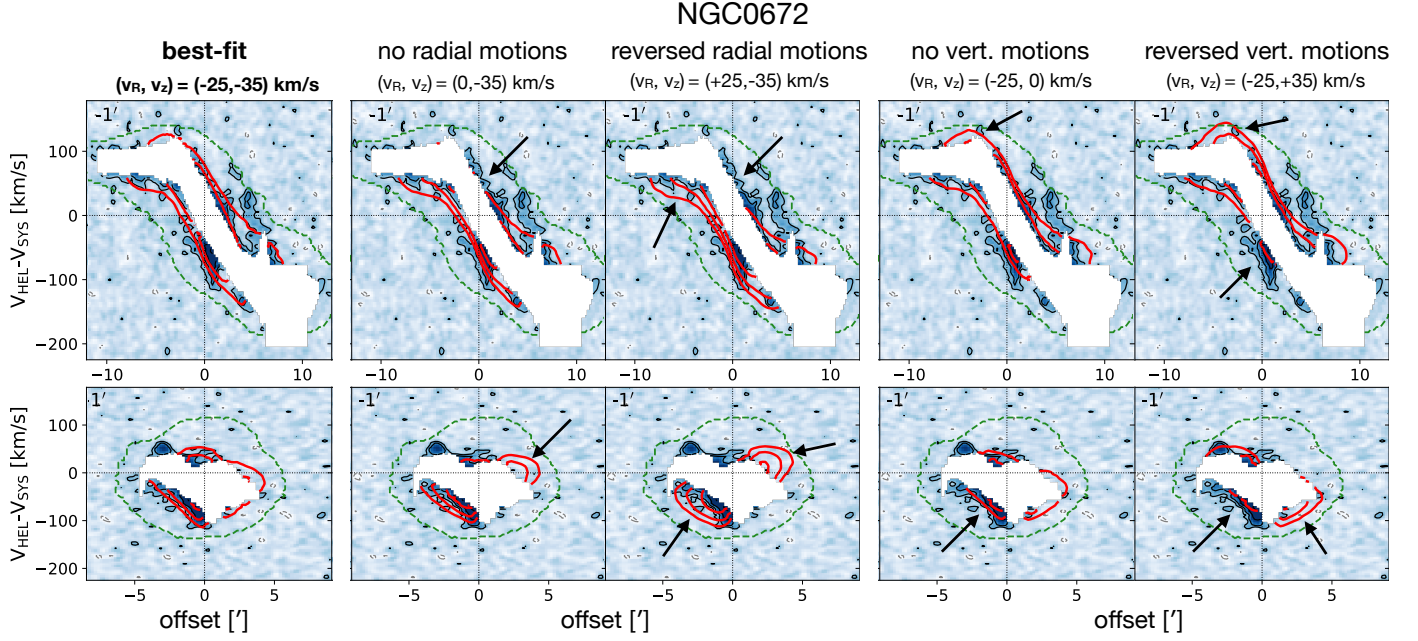 NGC0672
best-fit
no radial motions
reversed radial motions
no vert. motions
reversed vert. motions
(vR, vz) = (-25,-35) km/s
(vR, vz) = (0,-35) km/s
(vR, vz) = (+25,-35) km/s
(vR, vz) = (-25, 0) km/s
(vR, vz) = (-25,+35) km/s
-1′
-1′
-1′
-1′
-1′
VHEL-VSYS [km/s]
100
0
−100
−200
−10 0 10
−10 0 10
−10 0 10
−10 0 10
−10 0 10
-1′
-1′
-1′
-1′
-1′
VHEL-VSYS [km/s]
100
0
−100
−200
−5 0 5
−5 0 5
−5 0 5
−5 0 5
−5 0 5
offset [′]
offset [′]
offset [′]
offset [′]
offset [′]